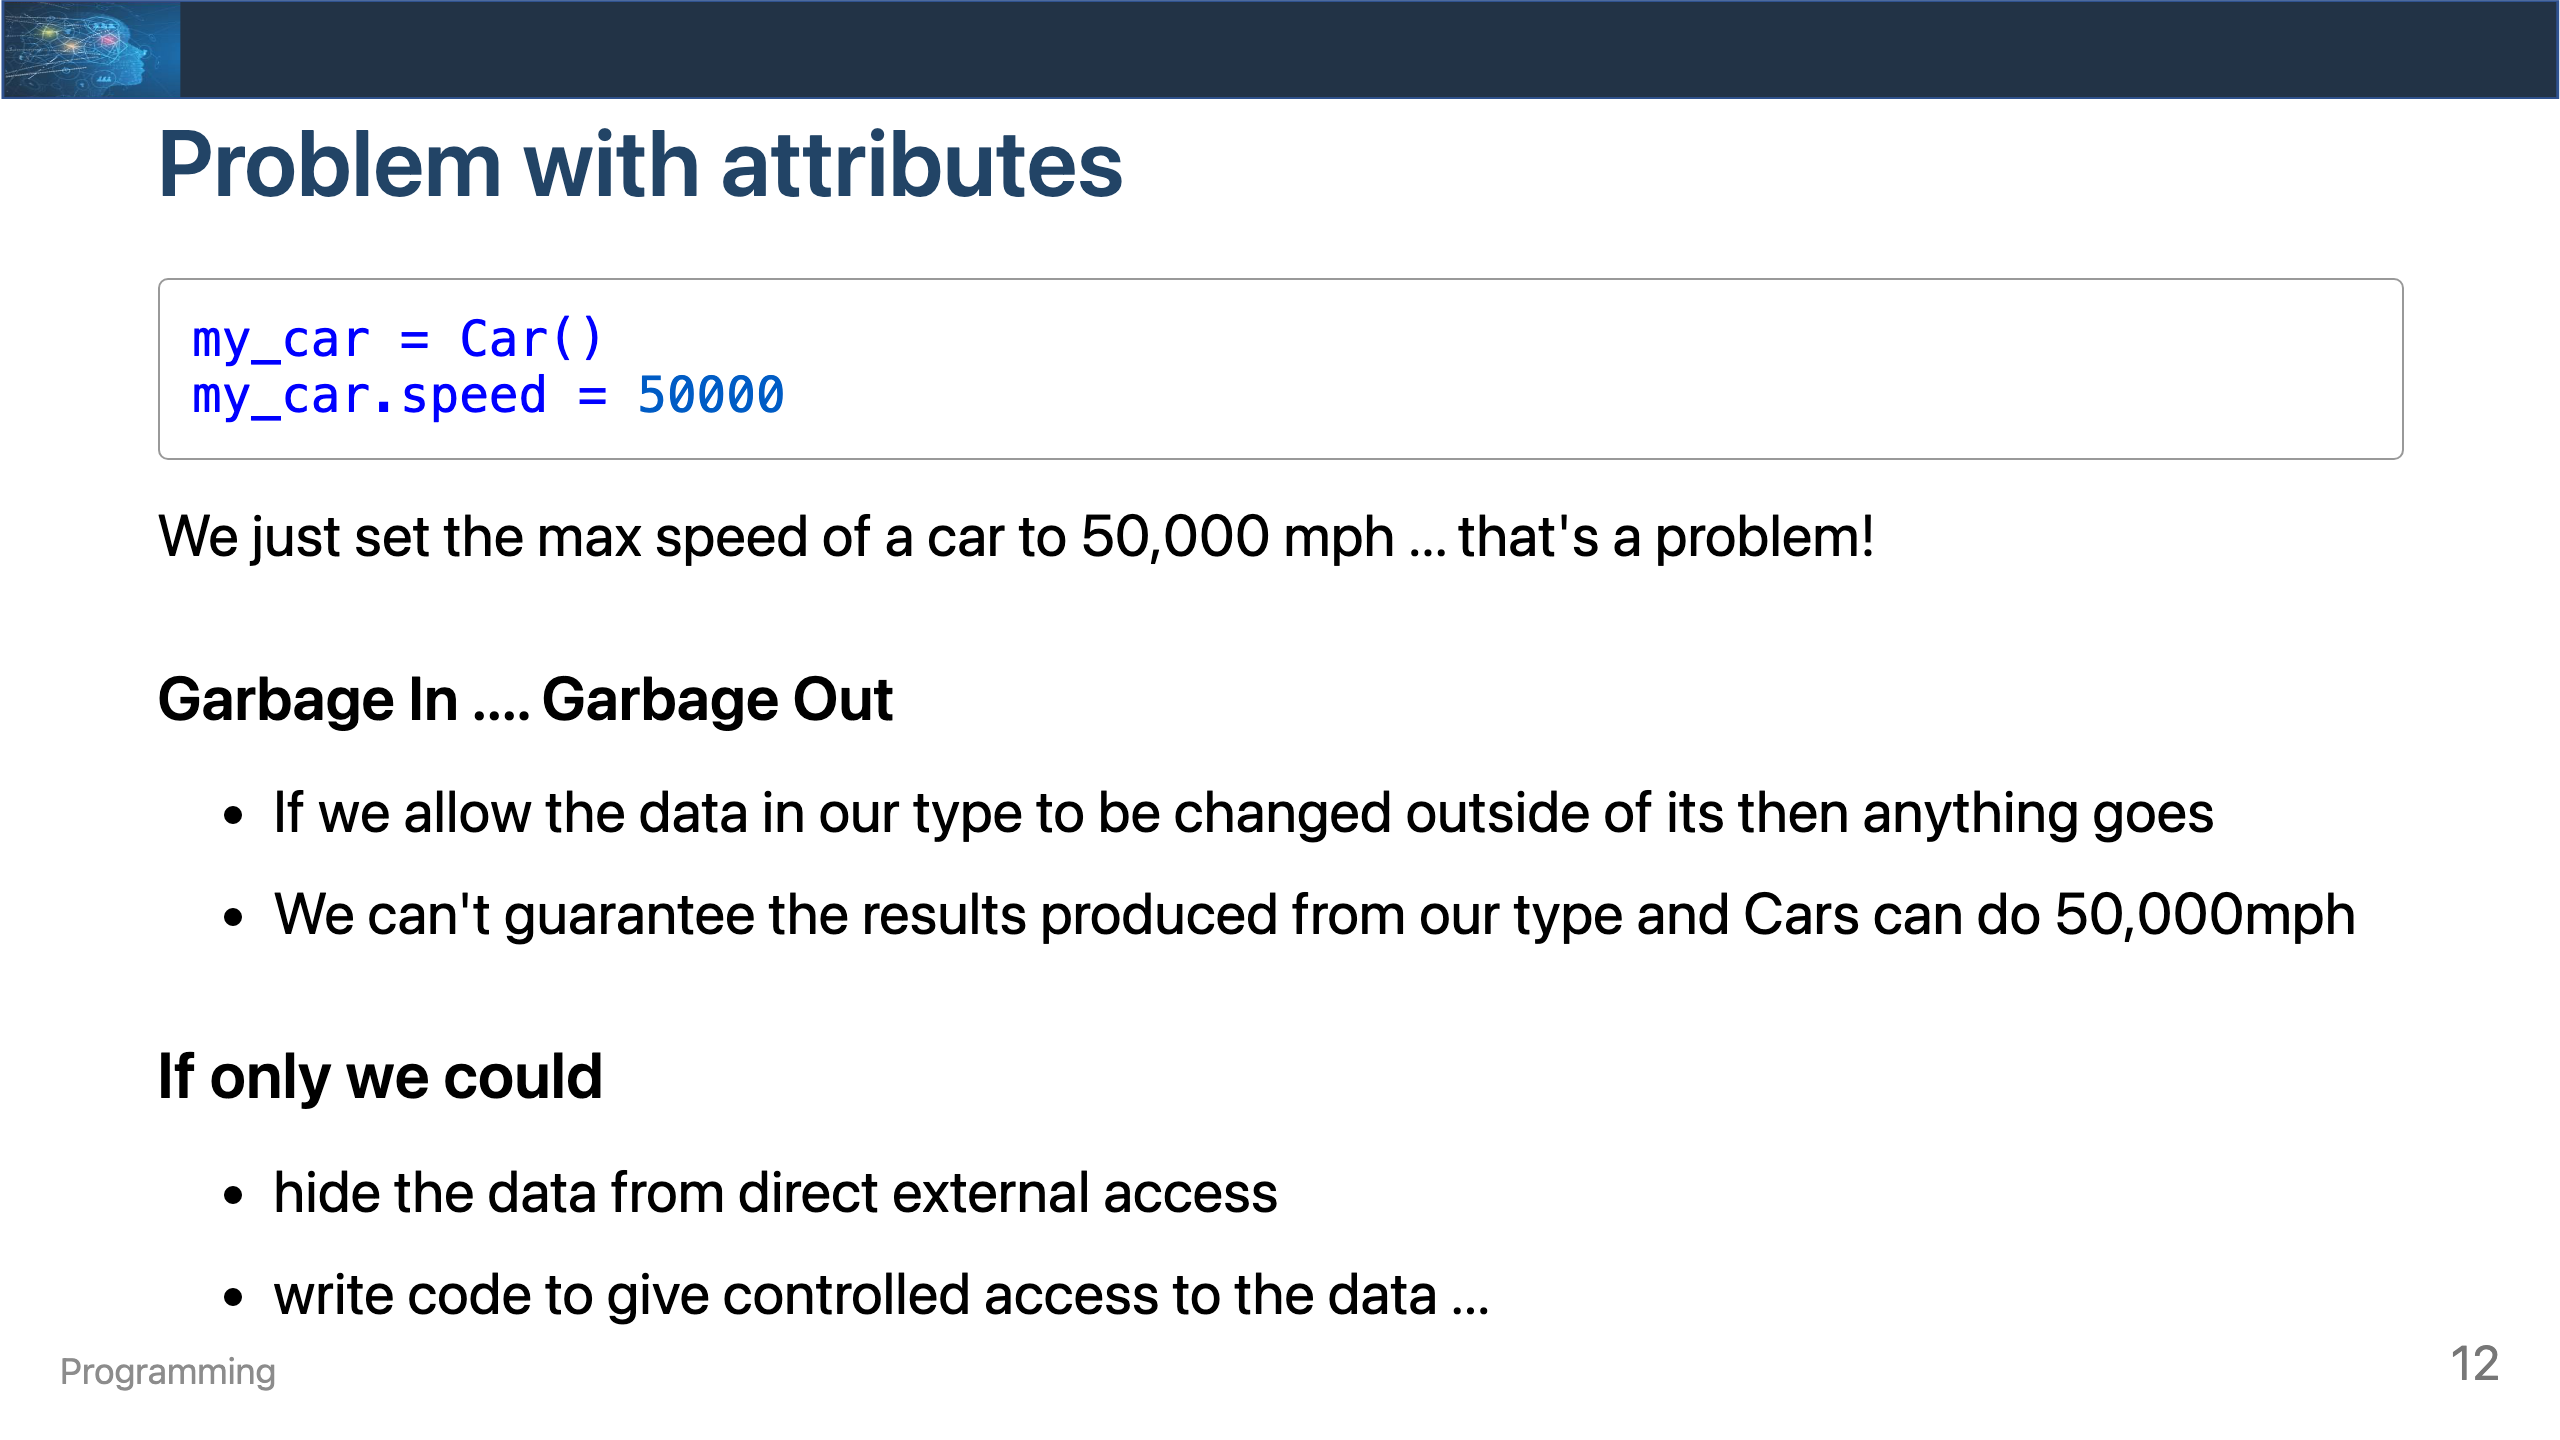 Problem with attributes
my_car = Car()
my_car.speed = 50000
We just set the max speed of a car to 50,000 mph ... that's a problem!
Garbage In .... Garbage Out
• If we allow the data in our type to be changed outside of its then anything goes
• We can't guarantee the results produced from our type and Cars can do 50,000mph
If only we could
• hide the data from direct external access
• write code to give controlled access to the data ...
Programming
12